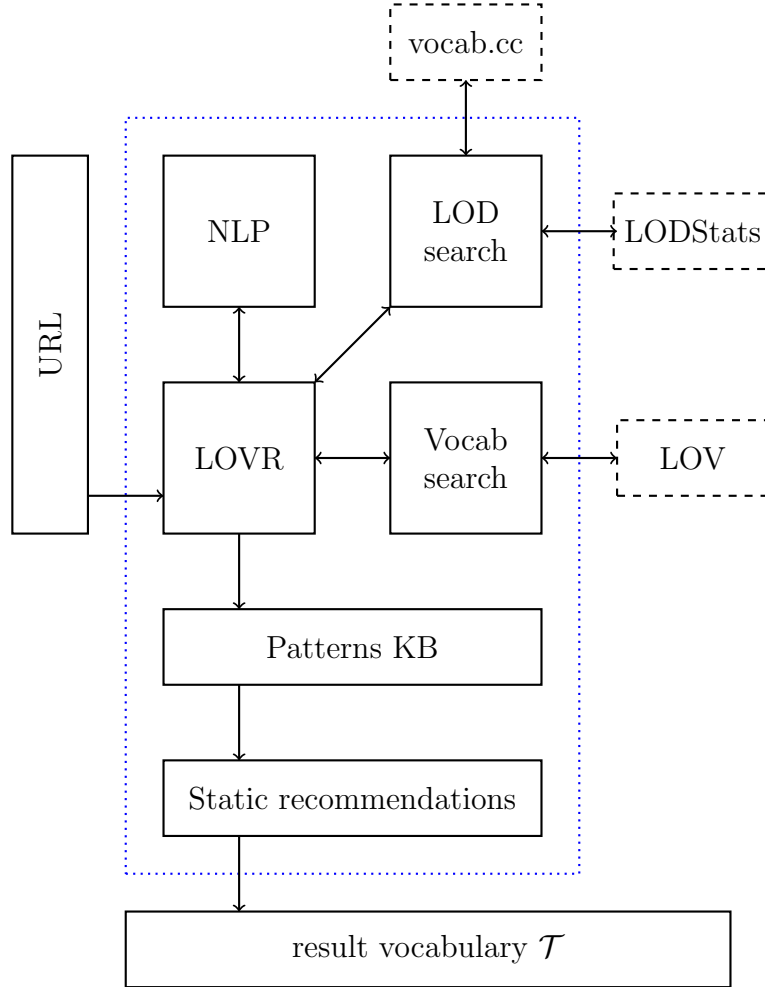 vocab.cc
NLP
LOD
search
LODStats
URL
LOVR
Vocab
search
LOV
Patterns KB
Static recommendations
result vocabulary 𝒯